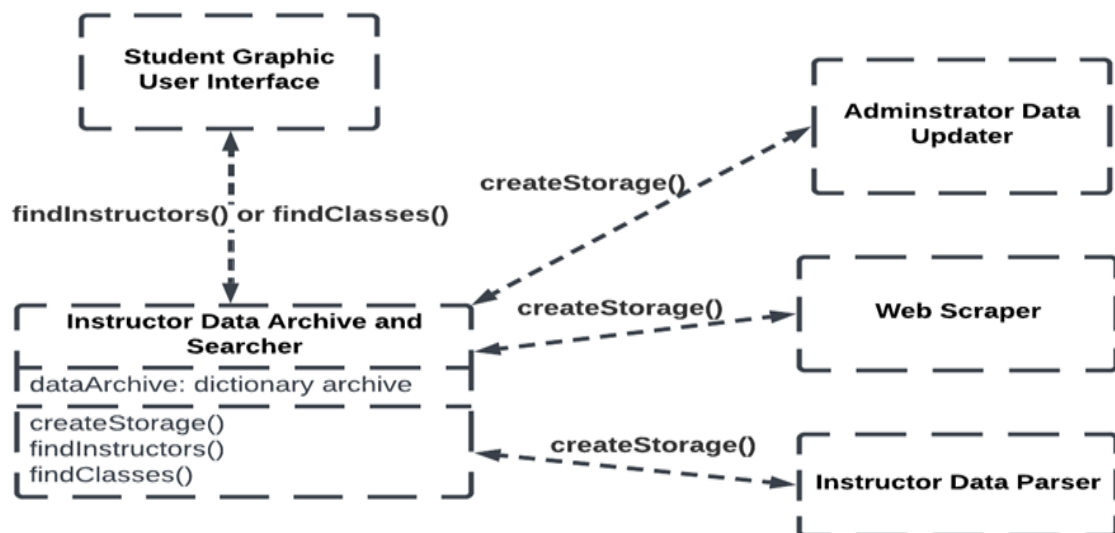 Student Graphic
User Interface
Adminstrator Data
Updater
createStorage()
findInstructors() or findClasses()
createStorage()
Web Scraper
Instructor Data Archive and
Searcher
dataArchive: dictionary archive
createStorage()
findInstructors()
findClasses()
createStorage()
Instructor Data Parser